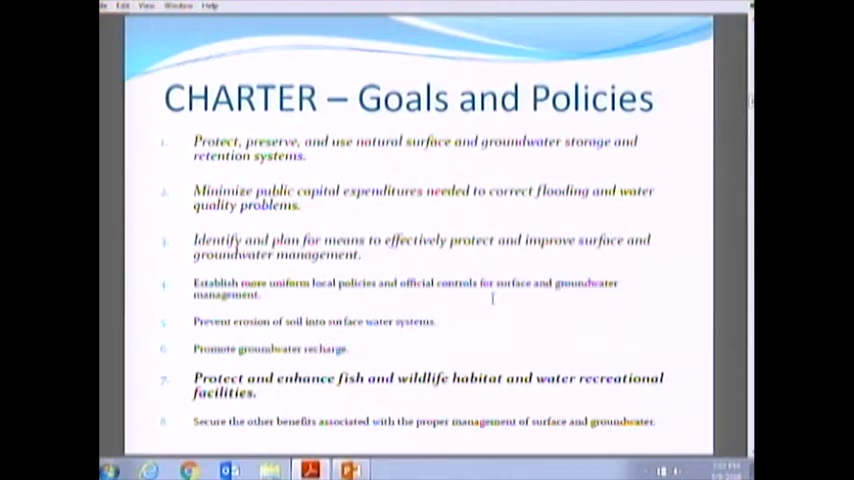 Edit View Window Help
CHARTER – Goals and Policies
1. Protect, preserve, and use natural surface and groundwater storage and
retention systems.
2. Minimize public capital expenditures needed to correct flooding and water
quality problems.
3. Identify and plan for means to effectively protect and improve surface and
groundwater management.
4. Establish more uniform local policies and official controls for surface and groundwater
management.
5. Prevent erosion of soil into surface water systems.
6. Promote groundwater recharge.
7. Protect and enhance fish and wildlife habitat and water recreational
facilities.
8. Secure the other benefits associated with the proper management of surface and groundwater.